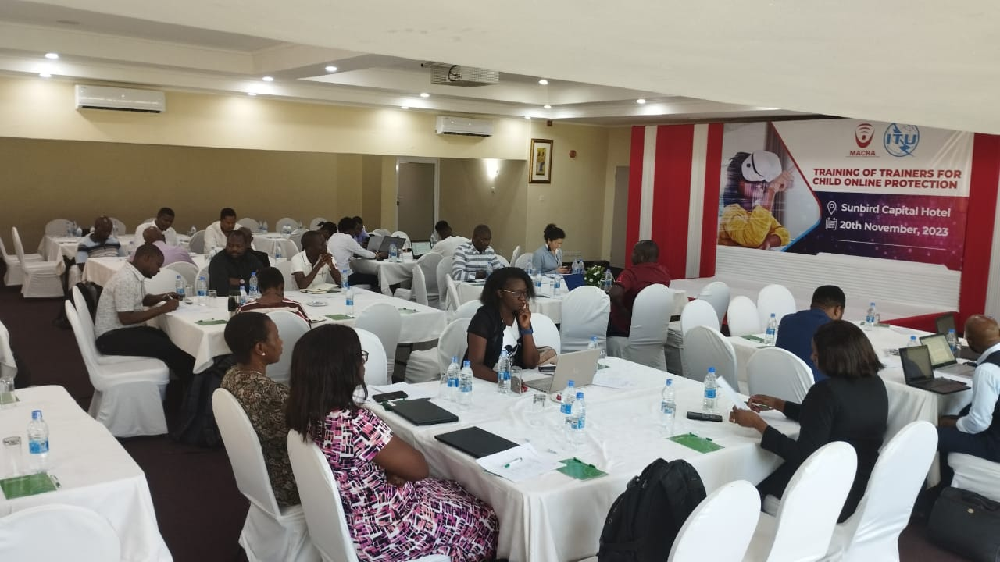 MACRA
ITU
TRAINING OF TRAINERS FOR
CHILD ONLINE PROTECTION
Sunbird Capital Hotel
20th November, 2023